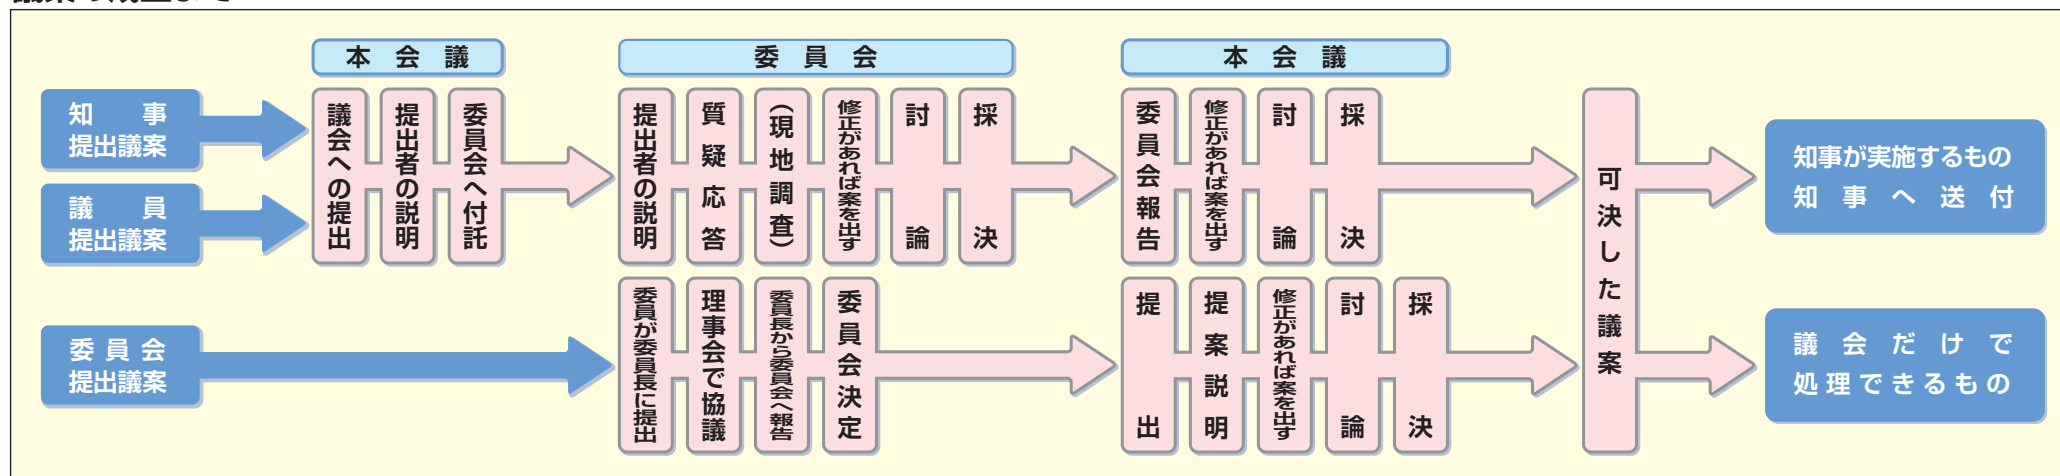 本会議
委員会
本会議
知事
提出議案
議員
提出議案
議会への提出
提出者の説明
委員会へ付託
提出者の説明
質疑応答
（現地調査）
修正があれば案を出す
討論
採決
委員会報告
修正があれば案を出す
討論
採決
委員会
提出議案
委員が委員長に提出
理事会で協議
委員長から委員会へ報告
委員会決定
提出
提案説明
修正があれば案を出す
討論
採決
可決した議案
知事が実施するもの
知事へ送付
議会だけで
処理できるもの